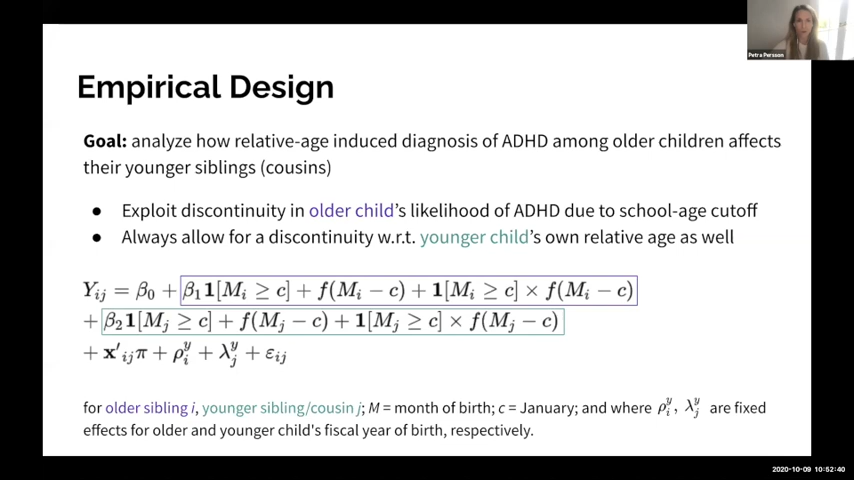 Petra Persson
Empirical Design
Goal: analyze how relative-age induced diagnosis of ADHD among older children affects
their younger siblings (cousins)
● Exploit discontinuity in older child's likelihood of ADHD due to school-age cutoff
● Always allow for a discontinuity w.r.t. younger child's own relative age as well
Y_{ij} = β_0 + β_1 1[M_i ≥ c] + f(M_i − c) + 1[M_i ≥ c] × f(M_i − c)
+ β_2 1[M_j ≥ c] + f(M_j − c) + 1[M_j ≥ c] × f(M_j − c)
+ x'_{ij}π + ρ_i^y + λ_j^y + ε_{ij}
for older sibling i, younger sibling/cousin j; M = month of birth; c = January; and where ρ_i^y, λ_j^y are fixed
effects for older and younger child's fiscal year of birth, respectively.
2020-10-09 10:52:40